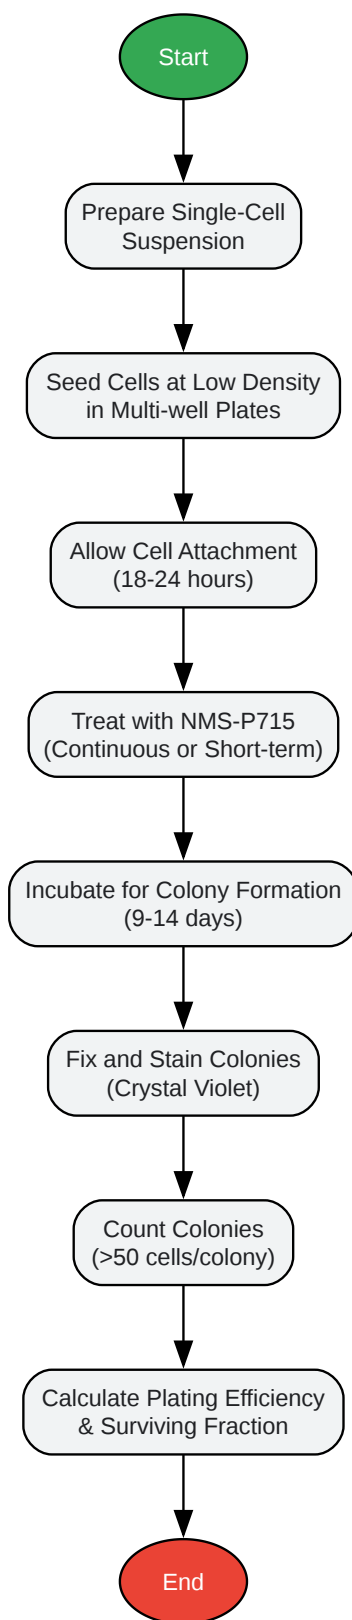 Start
Prepare Single-Cell
Suspension
Seed Cells at Low Density
in Multi-well Plates
Allow Cell Attachment
(18-24 hours)
Treat with NMS-P715
(Continuous or Short-term)
Incubate for Colony Formation
(9-14 days)
Fix and Stain Colonies
(Crystal Violet)
Count Colonies
(>50 cells/colony)
Calculate Plating Efficiency
& Surviving Fraction
End